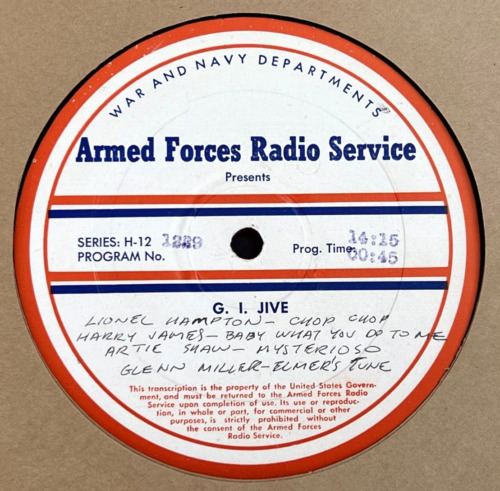 WAR AND NAVY DEPARTMENTS
Armed Forces Radio Service
Presents
SERIES: H-12 1289
PROGRAM No.
Prog. Time: 14:15
00:45
G. I. JIVE
LIONEL HAMPTON - CHOP CHOP
HARRY JAMES - BABY WHAT YOU DO TO ME
ARTIE SHAW - MYSTERIOSO
GLENN MILLER - ELMER'S TUNE
This transcription is the property of the United States Govern-
ment, and must be returned to the Armed Forces Radio
Service upon completion of use. Its use or reproduc-
tion, in whole or part, for commercial or other
purposes, is strictly prohibited without
the consent of the Armed Forces
Radio Service.